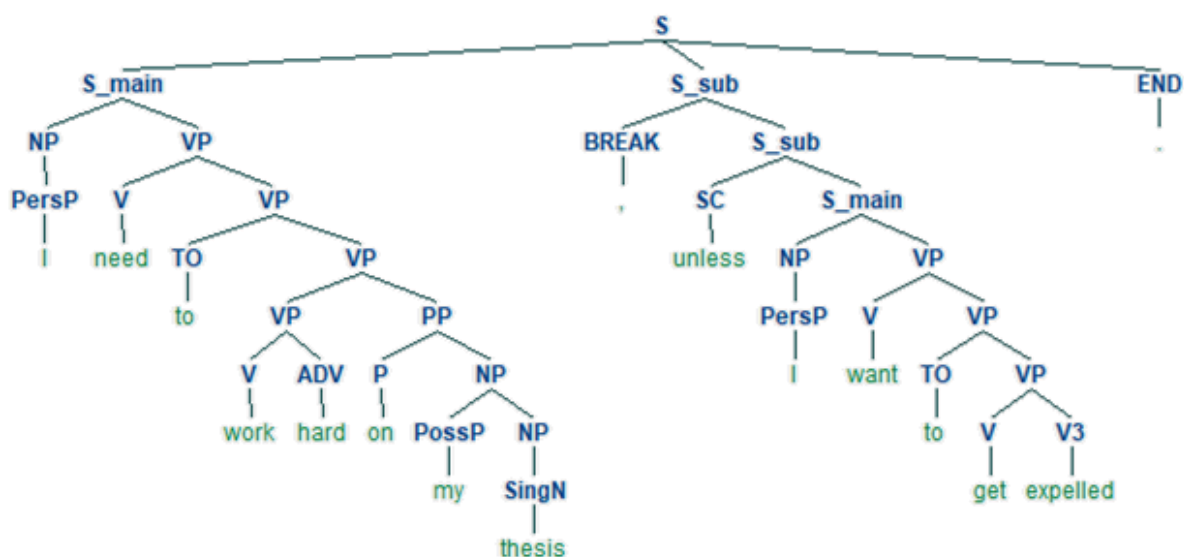 S
S_main S_sub END
NP VP BREAK S_sub .
PersP V VP , SC S_main
I need TO VP unless NP VP
to VP PP PersP V VP
V ADV P NP I want TO VP
work hard on PossP NP to V V3
my SingN get expelled
thesis